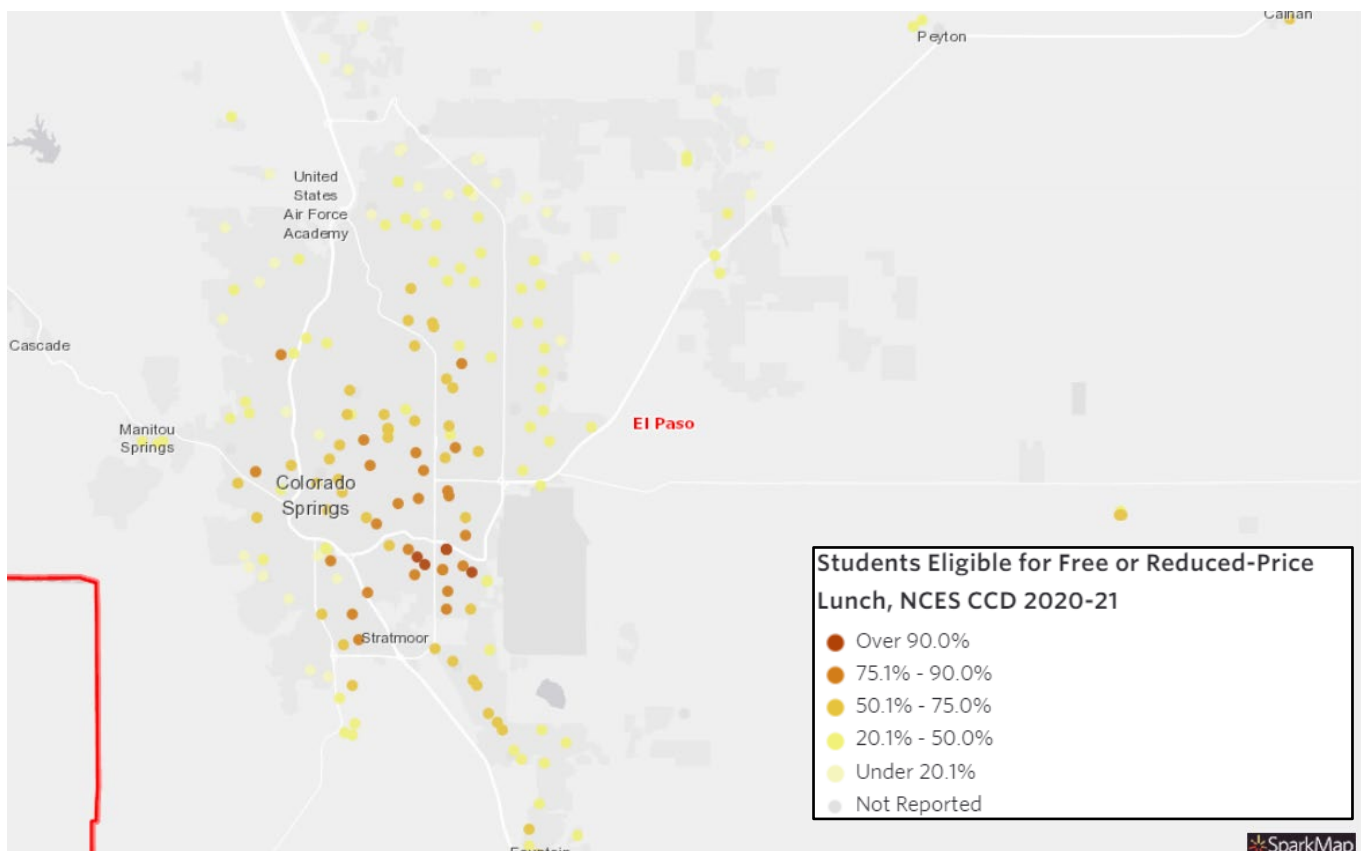 Calhan
Peyton
United
States
Air Force
Academy
Cascade
El Paso
Manitou
Springs
Colorado
Springs
Students Eligible for Free or Reduced-Price
Lunch, NCES CCD 2020-21
Over 90.0%
75.1% - 90.0%
50.1% - 75.0%
20.1% - 50.0%
Under 20.1%
Not Reported
Stratmoor
Fountain
SparkMap